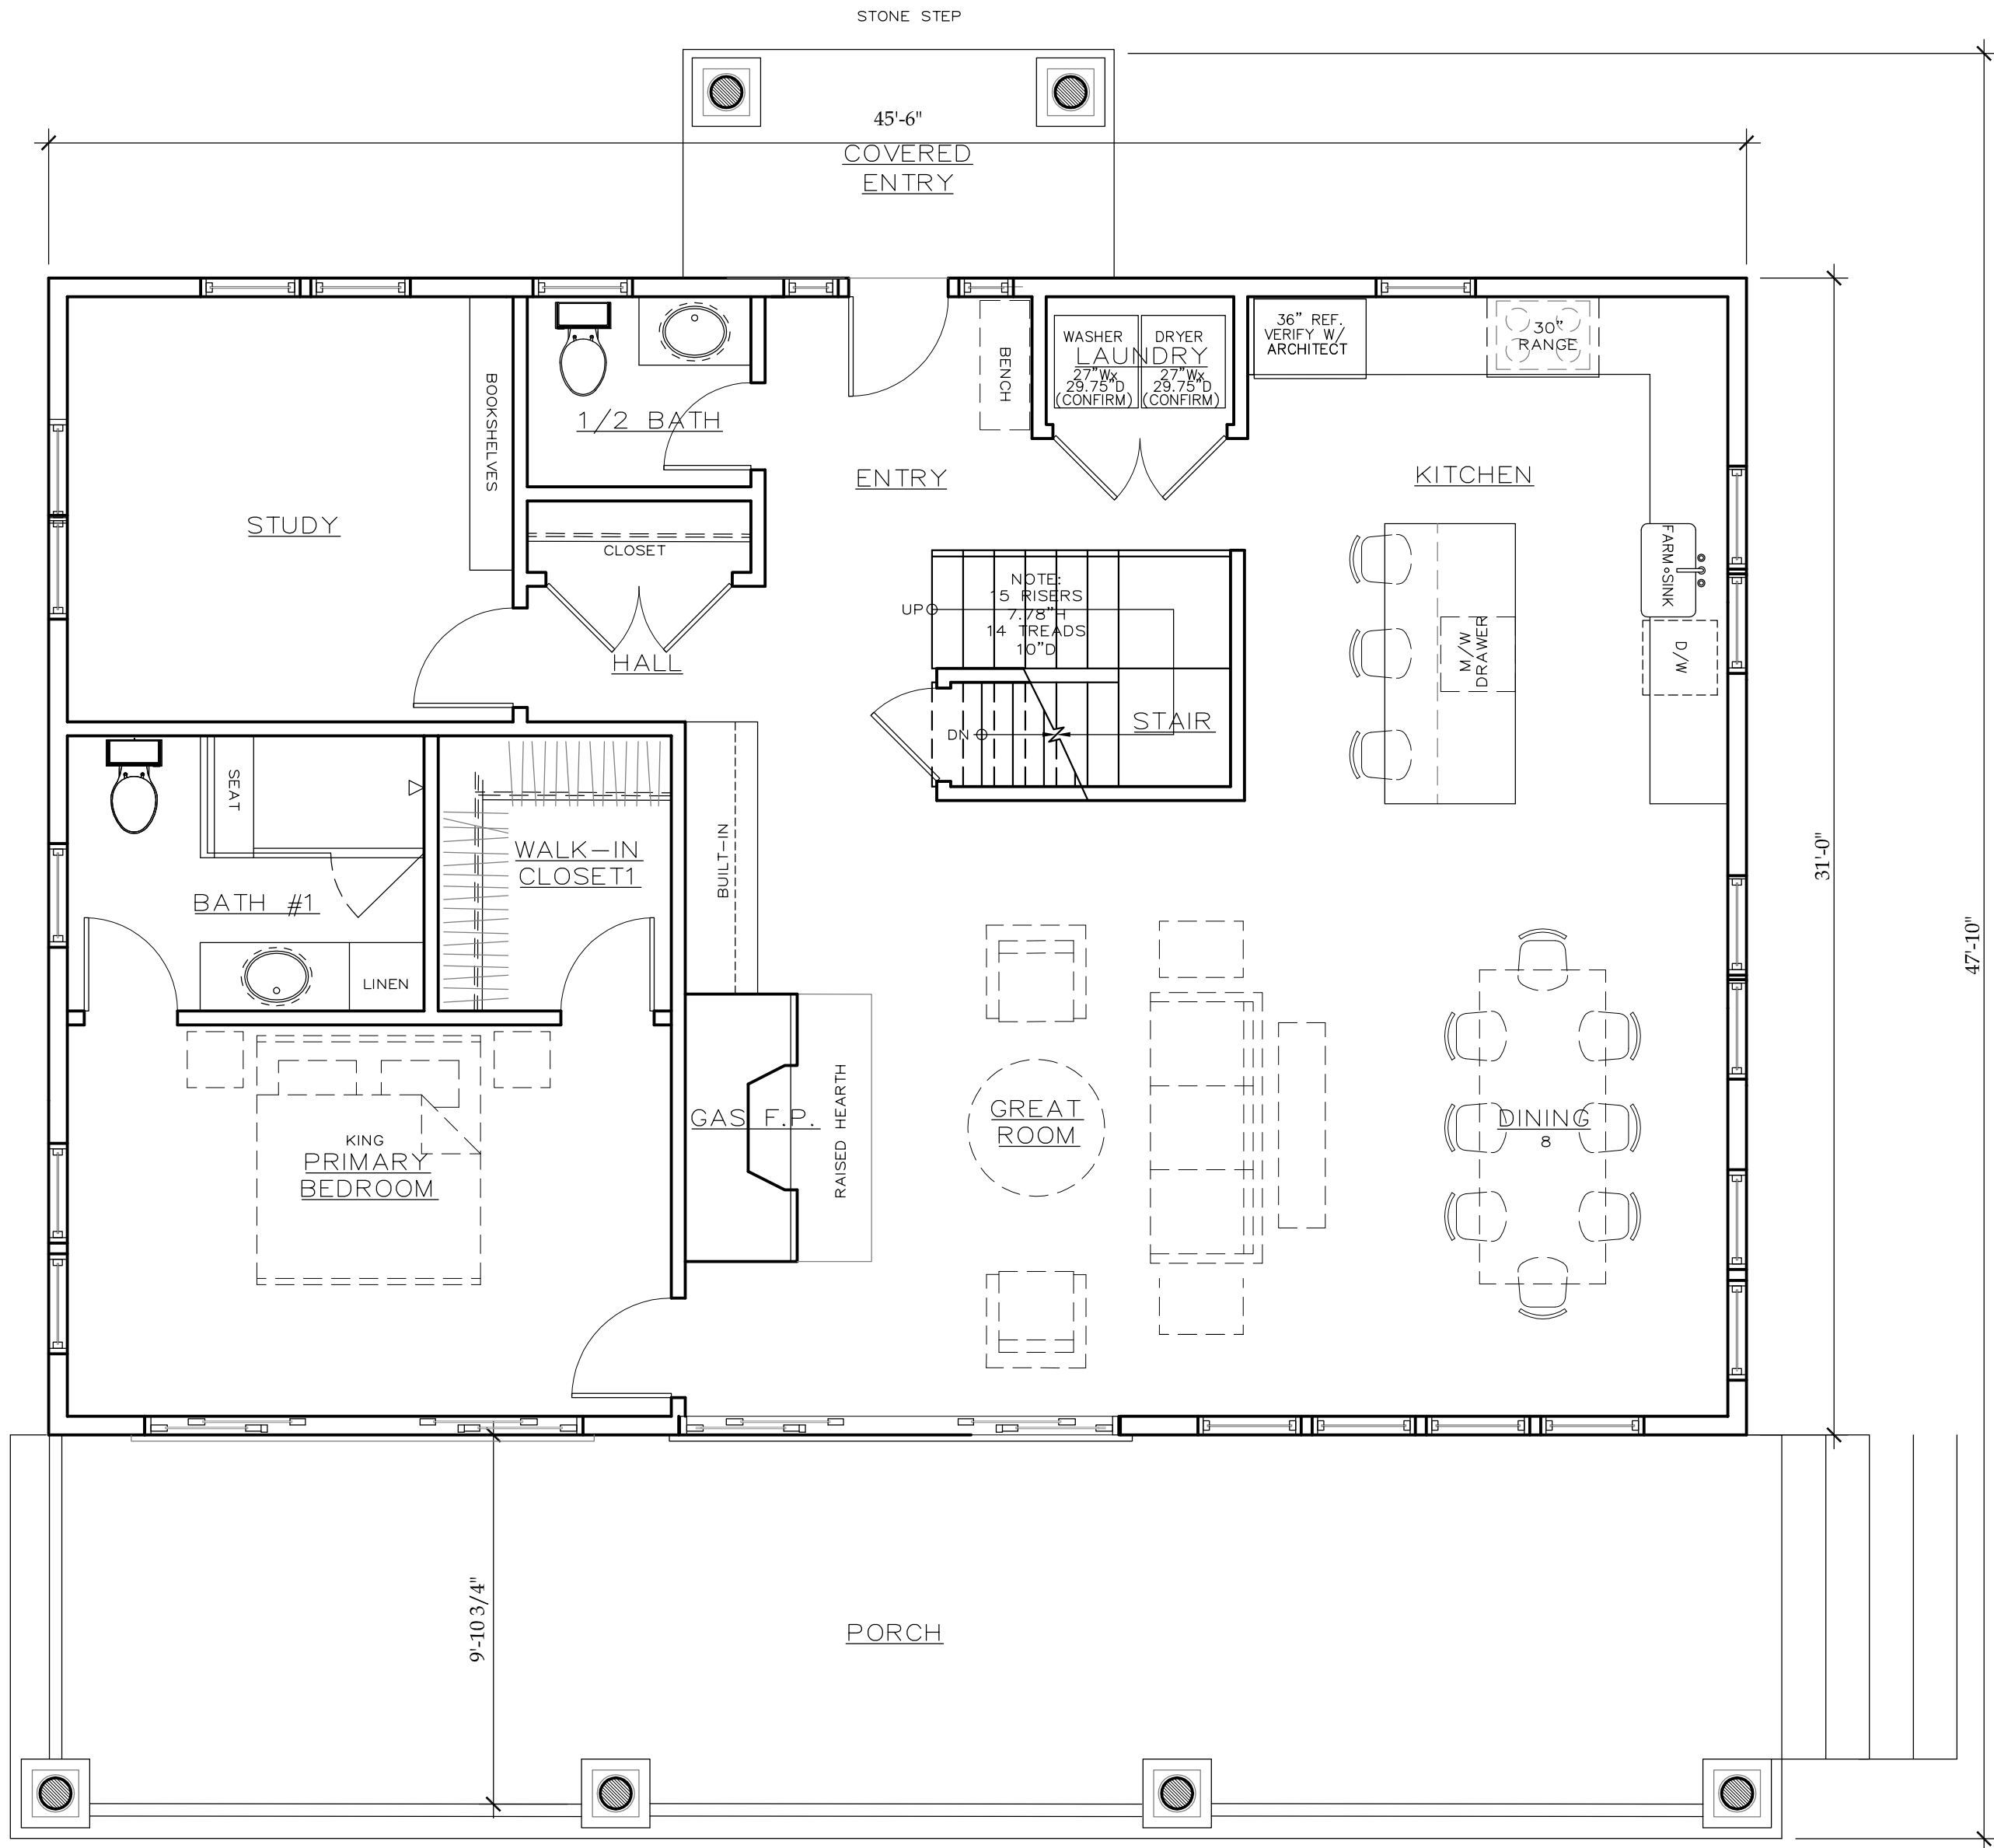 STONE STEP
45'-6"
COVERED
ENTRY
36" REF.
VERIFY W/
ARCHITECT
30"
RANGE
WASHER
DRYER
LAUNDRY
27"Wx
29.75"D
(CONFIRM)
27"Wx
29.75"D
(CONFIRM)
BENCH
BOOKSHELVES
1/2 BATH
ENTRY
KITCHEN
STUDY
CLOSET
FARM SINK
NOTE:
15 RISERS
7.78"H
14 TREADS
10"D
UP
HALL
M/W
DRAWER
D/W
STAIR
DN
SEAT
WALK-IN
CLOSET1
BUILT-IN
31'-0"
BATH #1
47'-10"
LINEN
GAS F.P.
RAISED HEARTH
GREAT
ROOM
DINING
8
KING
PRIMARY
BEDROOM
9'-10 3/4"
PORCH